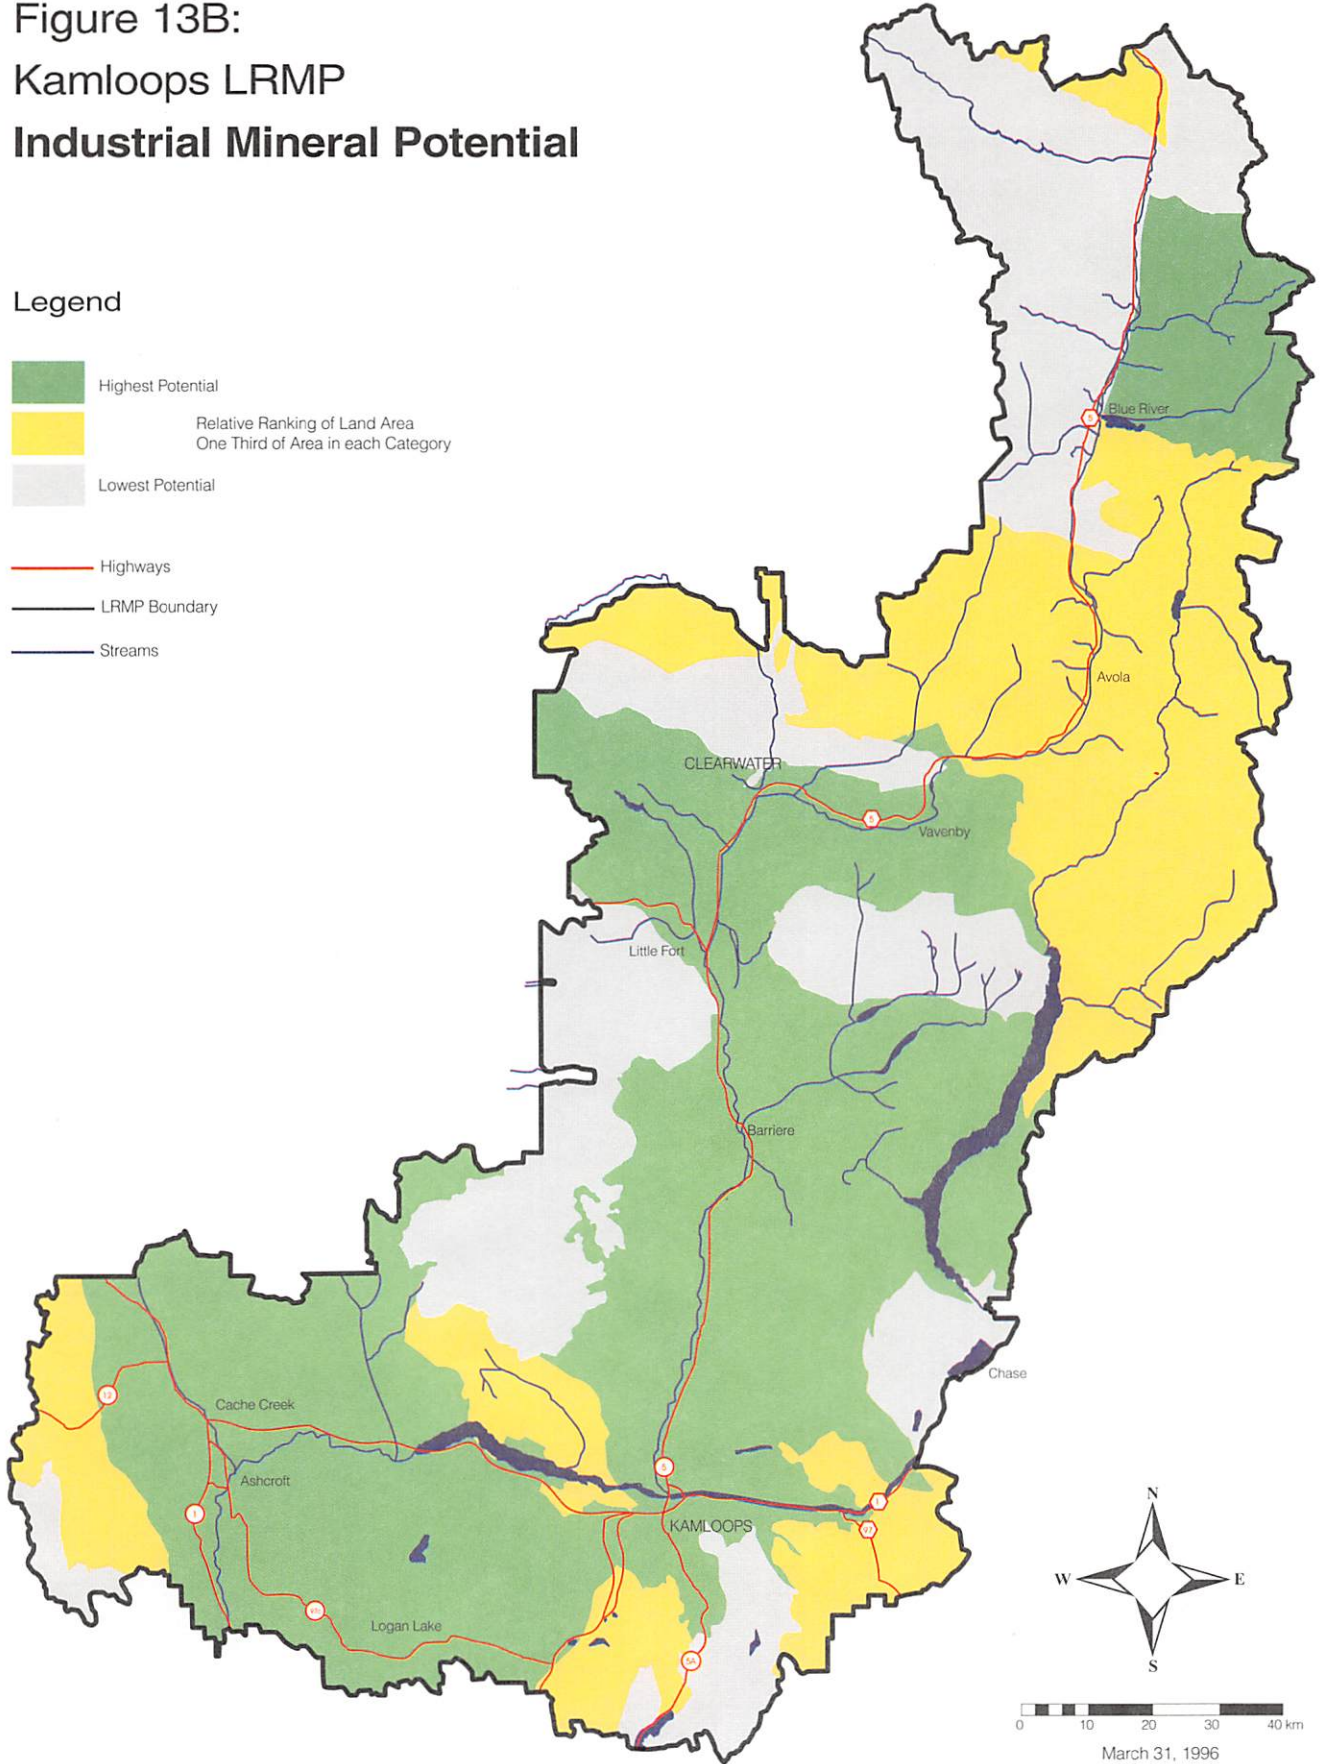 Figure 13B:
Kamloops LRMP
Industrial Mineral Potential
Legend
Highest Potential
Relative Ranking of Land Area
One Third of Area in each Category
Lowest Potential
Highways
LRMP Boundary
Streams
5
Blue River
Avola
CLEARWATER
5
Vavenby
Little Fort
Barriere
Chase
12
Cache Creek
Ashcroft
5
1
1
KAMLOOPS
97
Logan Lake
5A
N
W
E
S
0 10 20 30 40 km
March 31, 1996